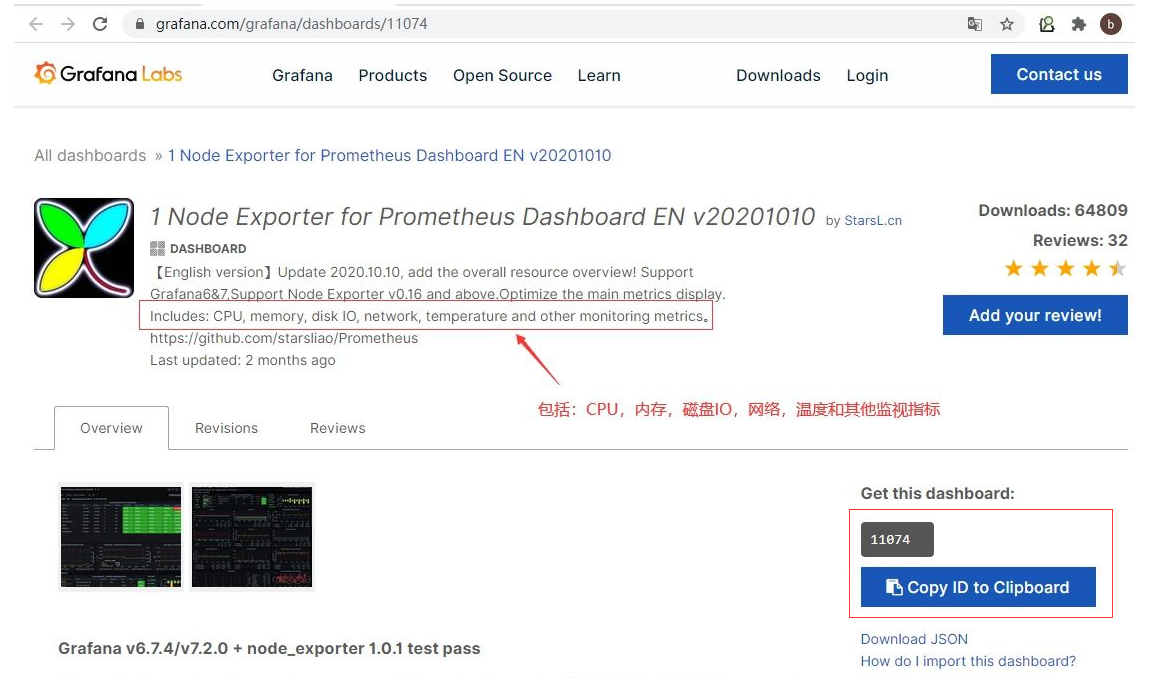 grafana.com/grafana/dashboards/11074
b
Grafana Labs
Grafana Products Open Source Learn Downloads Login Contact us
All dashboards » 1 Node Exporter for Prometheus Dashboard EN v20201010
1 Node Exporter for Prometheus Dashboard EN v20201010 by StarsL.cn
DASHBOARD
【English version】Update 2020.10.10, add the overall resource overview! Support
Grafana6&7,Support Node Exporter v0.16 and above.Optimize the main metrics display.
Includes: CPU, memory, disk IO, network, temperature and other monitoring metrics。
https://github.com/starsliao/Prometheus
Last updated: 2 months ago
Downloads: 64809
Reviews: 32
Add your review!
包括：CPU，内存，磁盘IO，网络，温度和其他监视指标
Overview Revisions Reviews
Get this dashboard:
11074
Copy ID to Clipboard
Download JSON
How do I import this dashboard?
Grafana v6.7.4/v7.2.0 + node_exporter 1.0.1 test pass